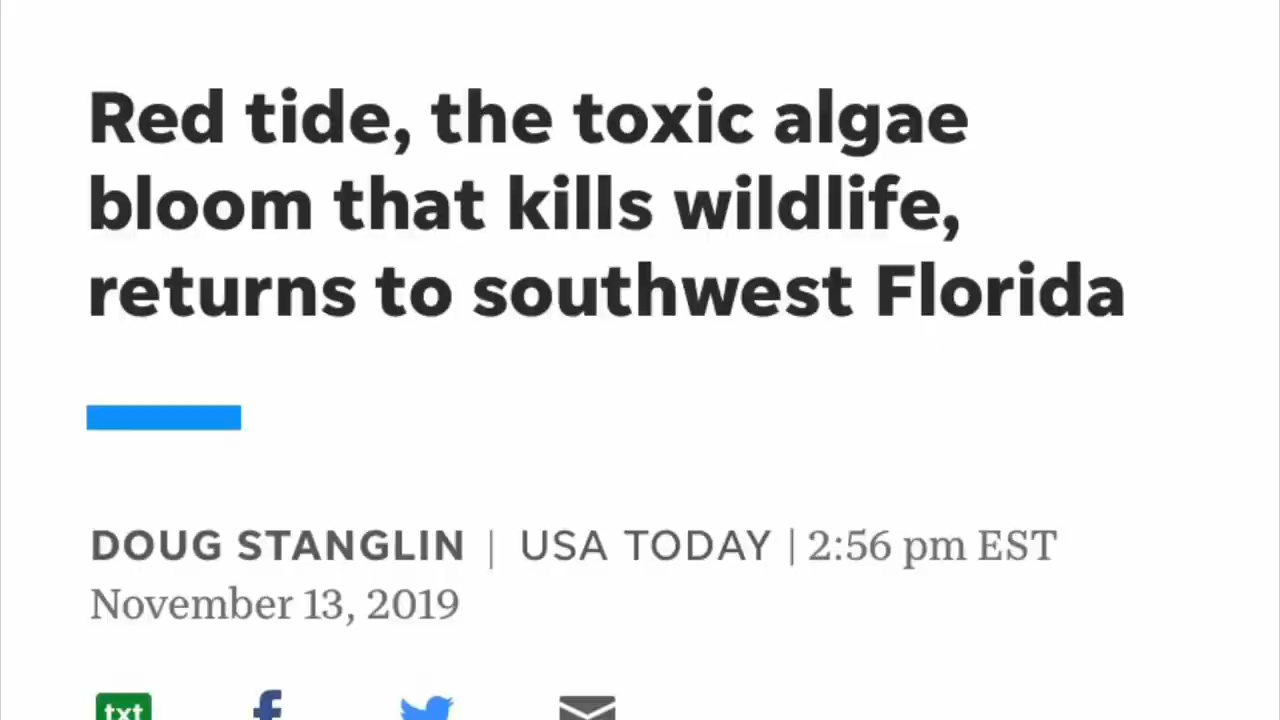 Red tide, the toxic algae
bloom that kills wildlife,
returns to southwest Florida
DOUG STANGLIN | USA TODAY | 2:56 pm EST
November 13, 2019
txt